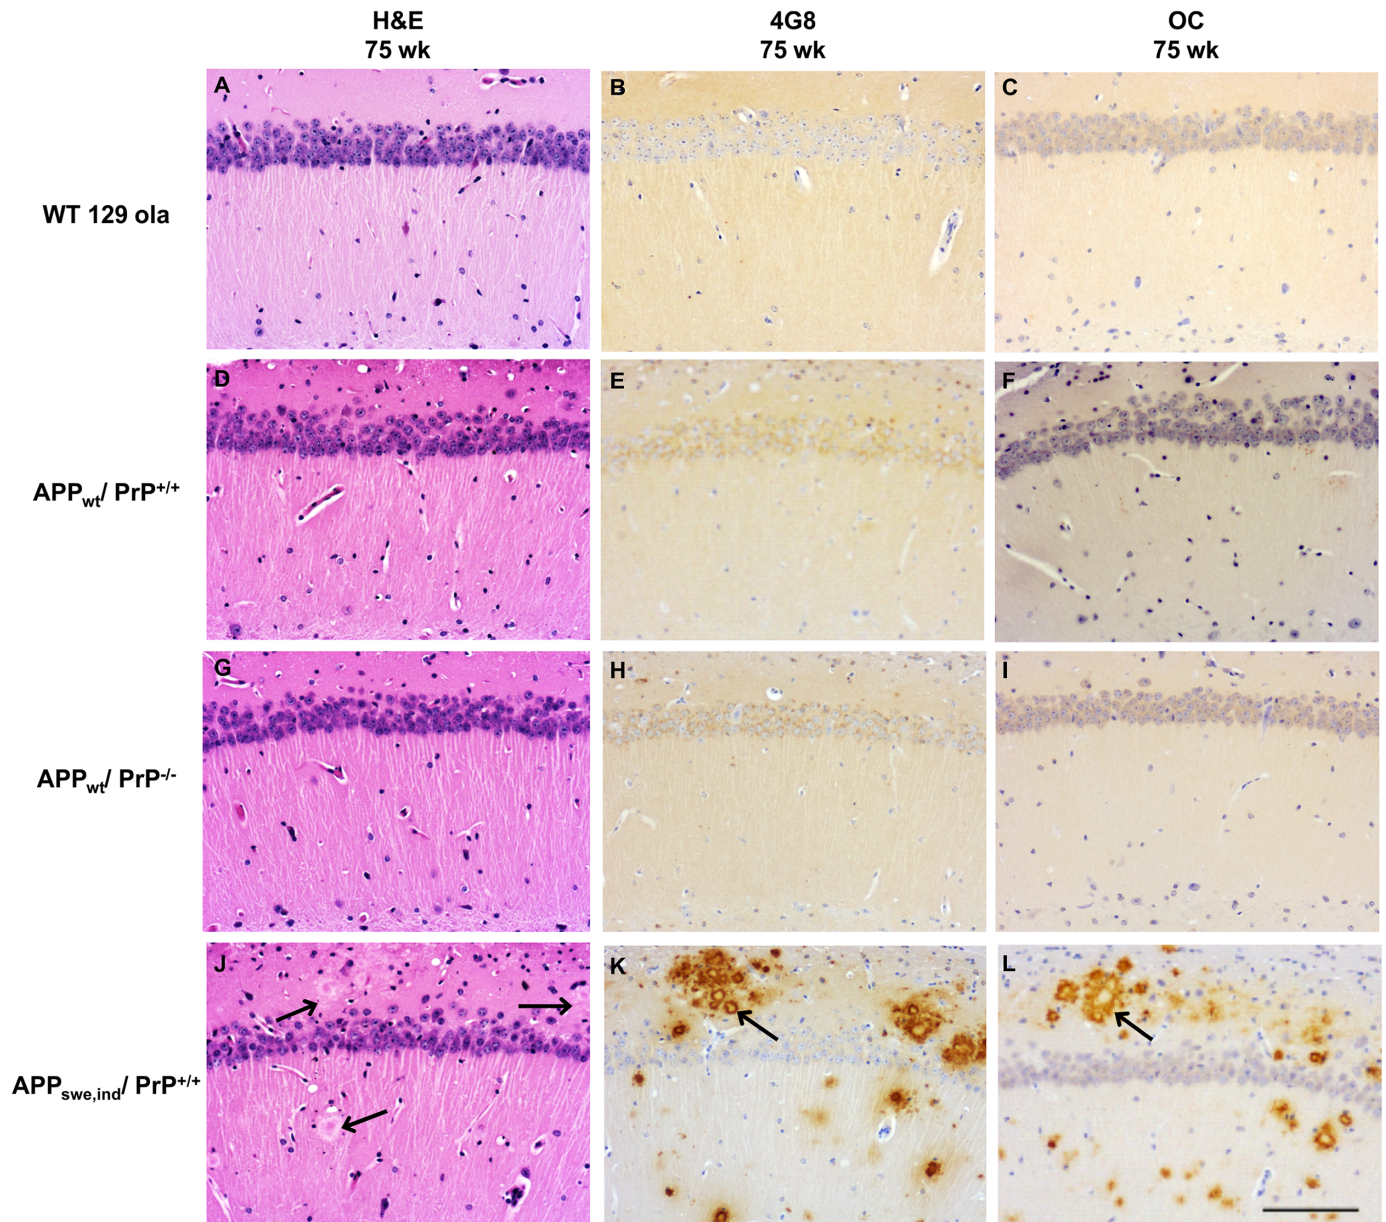 H&E
75 wk
4G8
75 wk
OC
75 wk
WT 129 ola
A
B
C
APPwt/ PrP+/+
D
E
F
APPwt/ PrP-/-
G
H
I
APPswe,ind/ PrP+/+
J
K
L